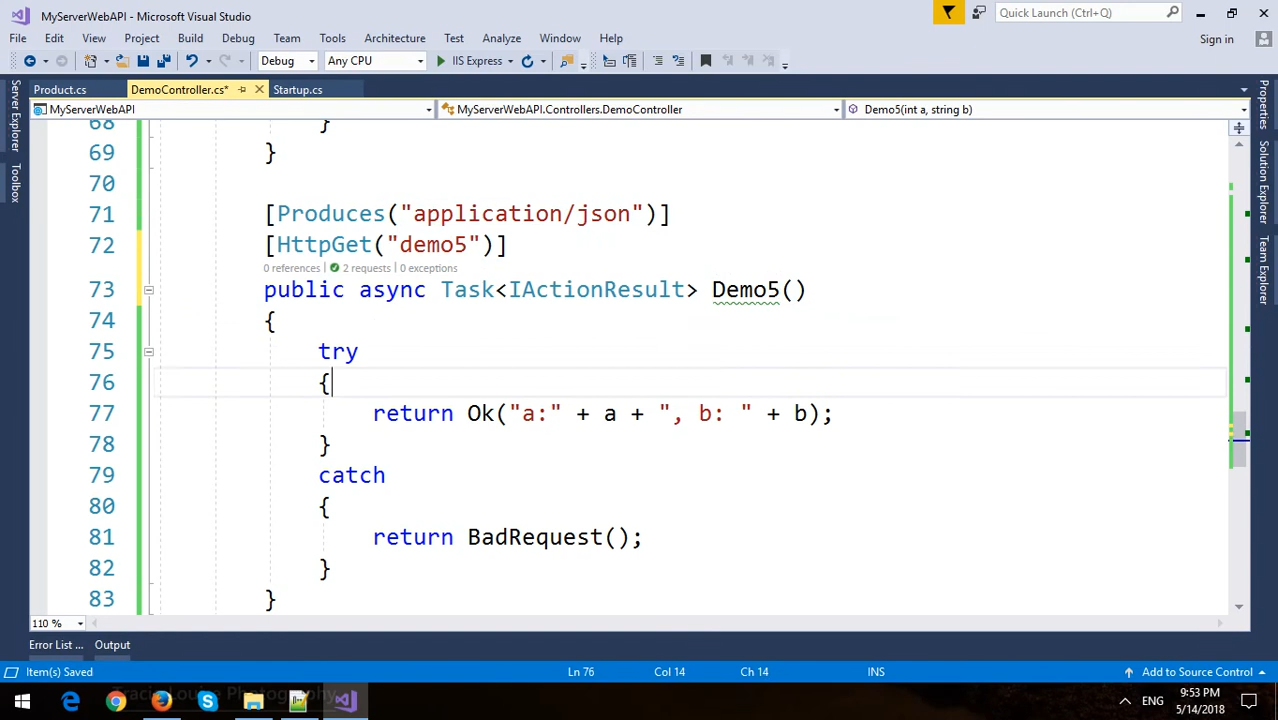 MyServerWebAPI - Microsoft Visual Studio
Quick Launch (Ctrl+Q)
File Edit View Project Build Debug Team Tools Architecture Test Analyze Window Help
Sign in
Debug Any CPU IIS Express
Product.cs DemoController.cs* Startup.cs
MyServerWebAPI MyServerWebAPI.Controllers.DemoController Demo5(int a, string b)
Server Explorer
Toolbox
Properties
Solution Explorer
Team Explorer
68 }
69 }
70
71 [Produces("application/json")]
72 [HttpGet("demo5")]
0 references | 2 requests | 0 exceptions
73 public async Task<IActionResult> Demo5()
74 {
75 try
76 {
77 return Ok("a:" + a + ", b: " + b);
78 }
79 catch
80 {
81 return BadRequest();
82 }
83 }
110 %
Error List ... Output
Item(s) Saved Ln 76 Col 14 Ch 14 INS Add to Source Control
Tracie Louise Photography
ENG
9:53 PM
5/14/2018